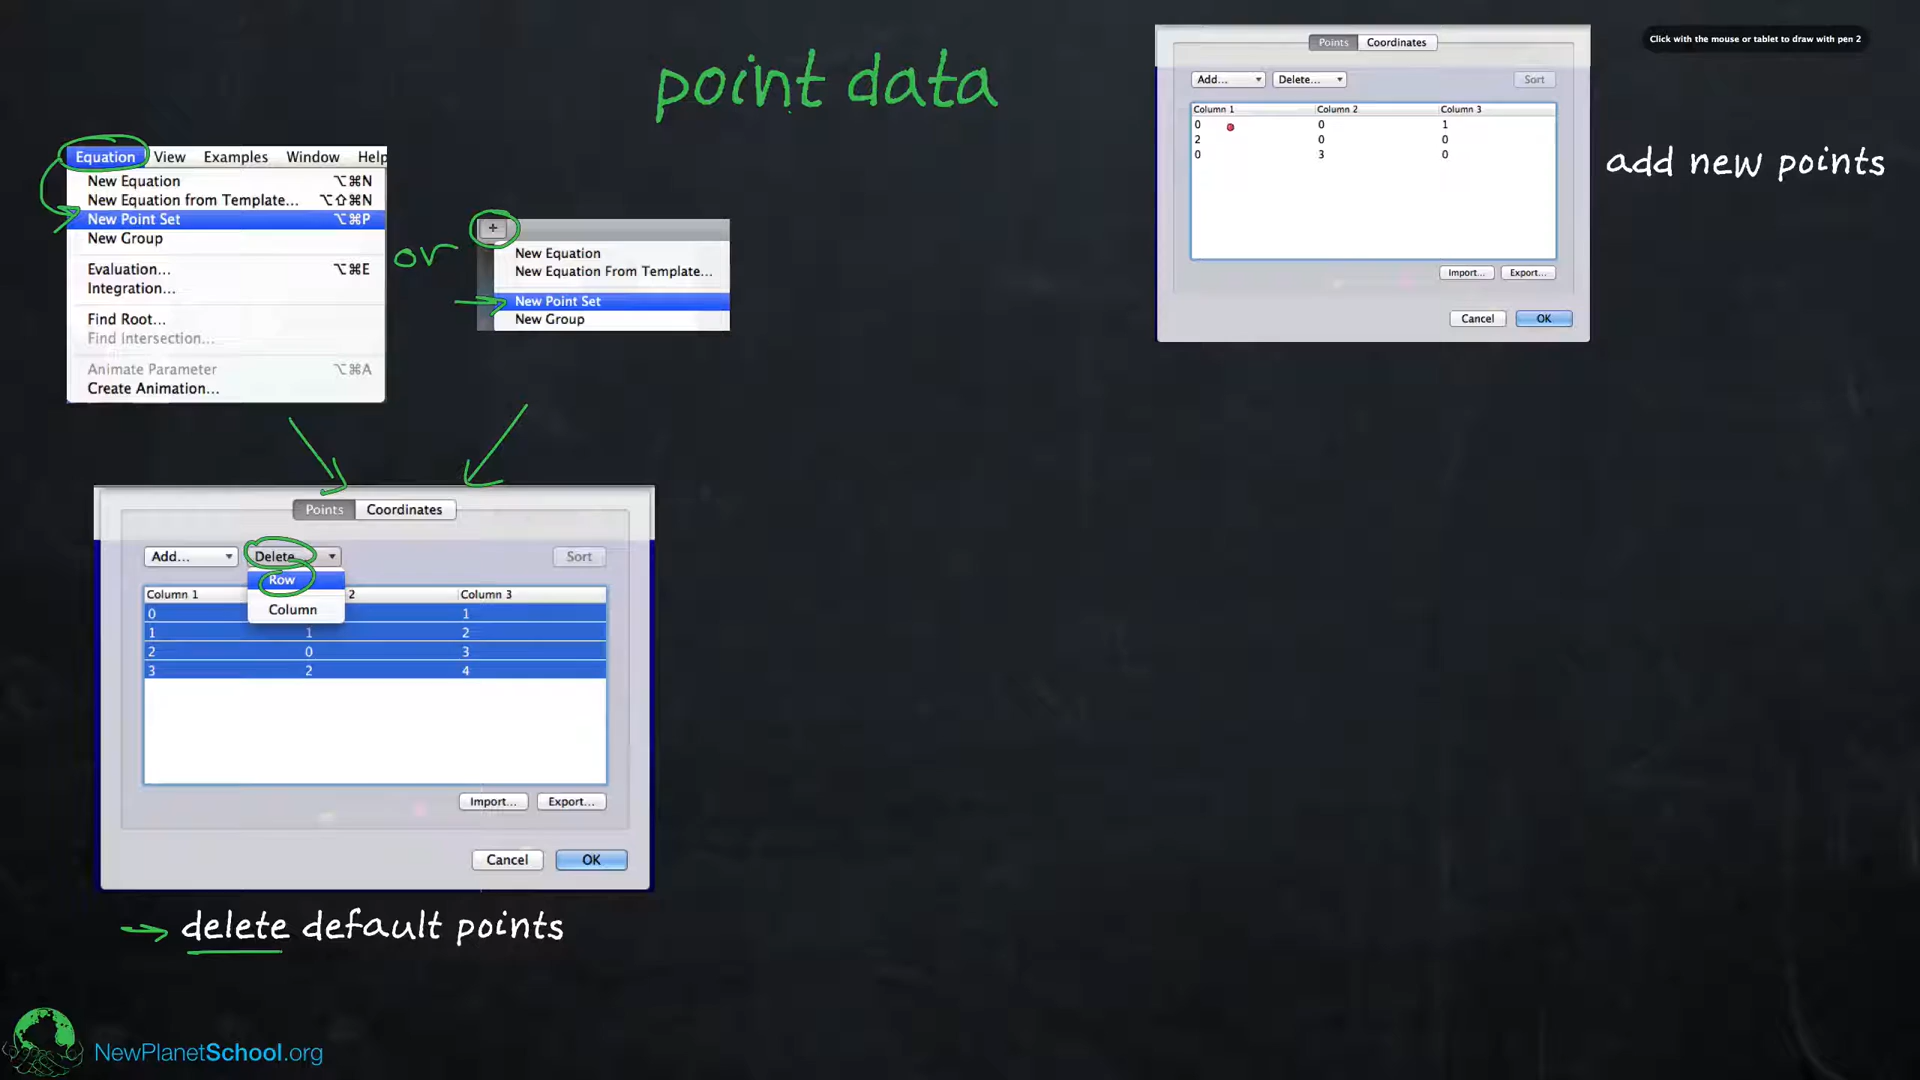 point data
Click with the mouse or tablet to draw with pen 2
Equation View Examples Window Help
New Equation ⌥⌘N
New Equation from Template... ⌥⇧⌘N
New Point Set ⌥⌘P
New Group
Evaluation... ⌥⌘E
Integration...
Find Root...
Find Intersection...
Animate Parameter ⌥⌘A
Create Animation...
or
+
New Equation
New Equation From Template...
New Point Set
New Group
Points Coordinates
Add... Delete... Sort
Column 1 Column 2 Column 3
0 0 1
2 0 0
0 3 0
Import... Export...
Cancel OK
add new points
Points Coordinates
Add... Delete... Sort
Row
Column
Column 1 2 Column 3
0 1
1 1 2
2 0 3
3 2 4
Import... Export...
Cancel OK
→ delete default points
NewPlanetSchool.org